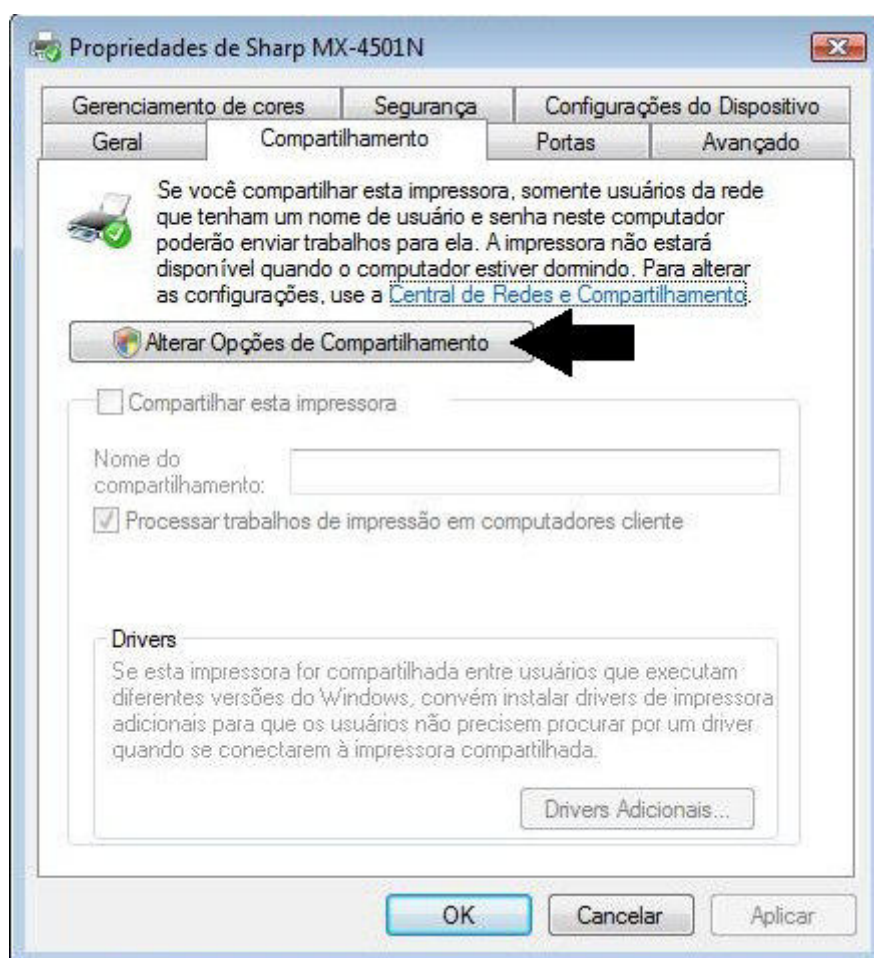 Propriedades de Sharp MX-4501N
Gerenciamento de cores
Segurança
Configurações do Dispositivo
Geral
Compartilhamento
Portas
Avançado
Se você compartilhar esta impressora, somente usuários da rede
que tenham um nome de usuário e senha neste computador
poderão enviar trabalhos para ela. A impressora não estará
disponível quando o computador estiver dormindo. Para alterar
as configurações, use a Central de Redes e Compartilhamento.
Alterar Opções de Compartilhamento
Compartilhar esta impressora
Nome do
compartilhamento:
Processar trabalhos de impressão em computadores cliente
Drivers
Se esta impressora for compartilhada entre usuários que executam
diferentes versões do Windows, convém instalar drivers de impressora
adicionais para que os usuários não precisem procurar por um driver
quando se conectarem à impressora compartilhada.
Drivers Adicionais...
OK
Cancelar
Aplicar